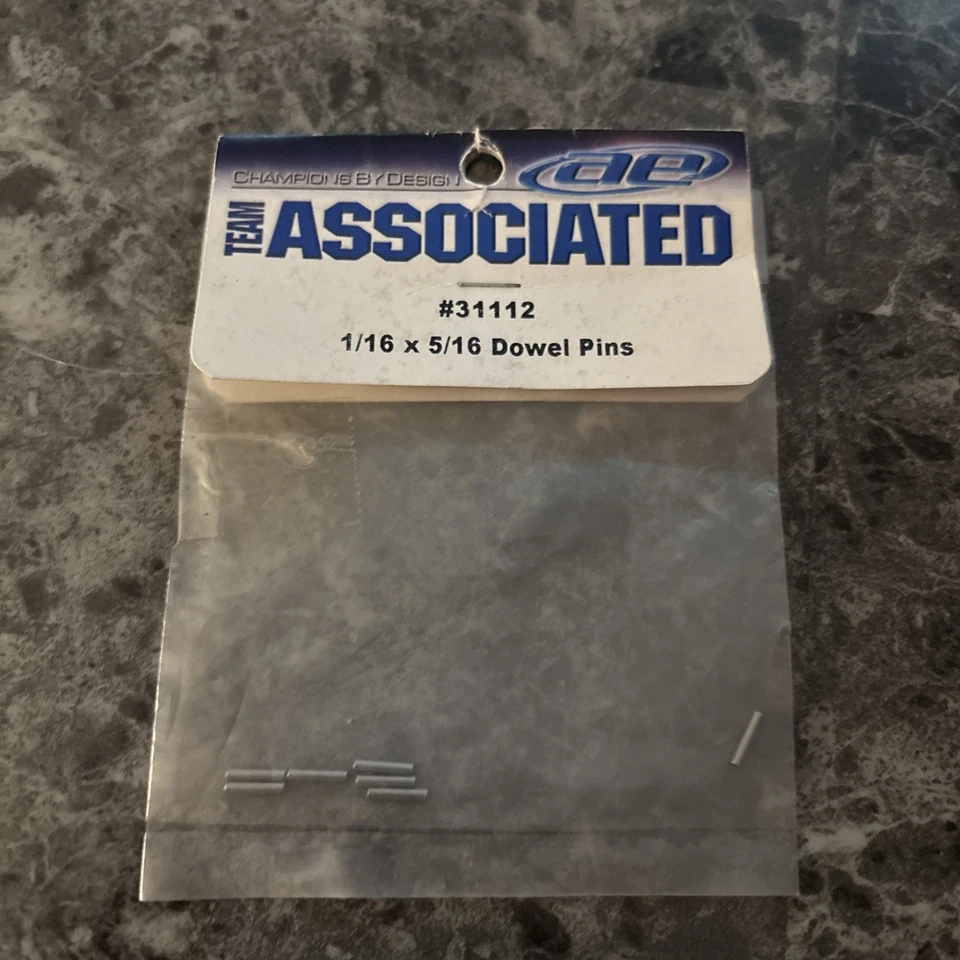 CHAMPIONS BY DESIGN
ae
TEAM ASSOCIATED
#31112
1/16 x 5/16 Dowel Pins